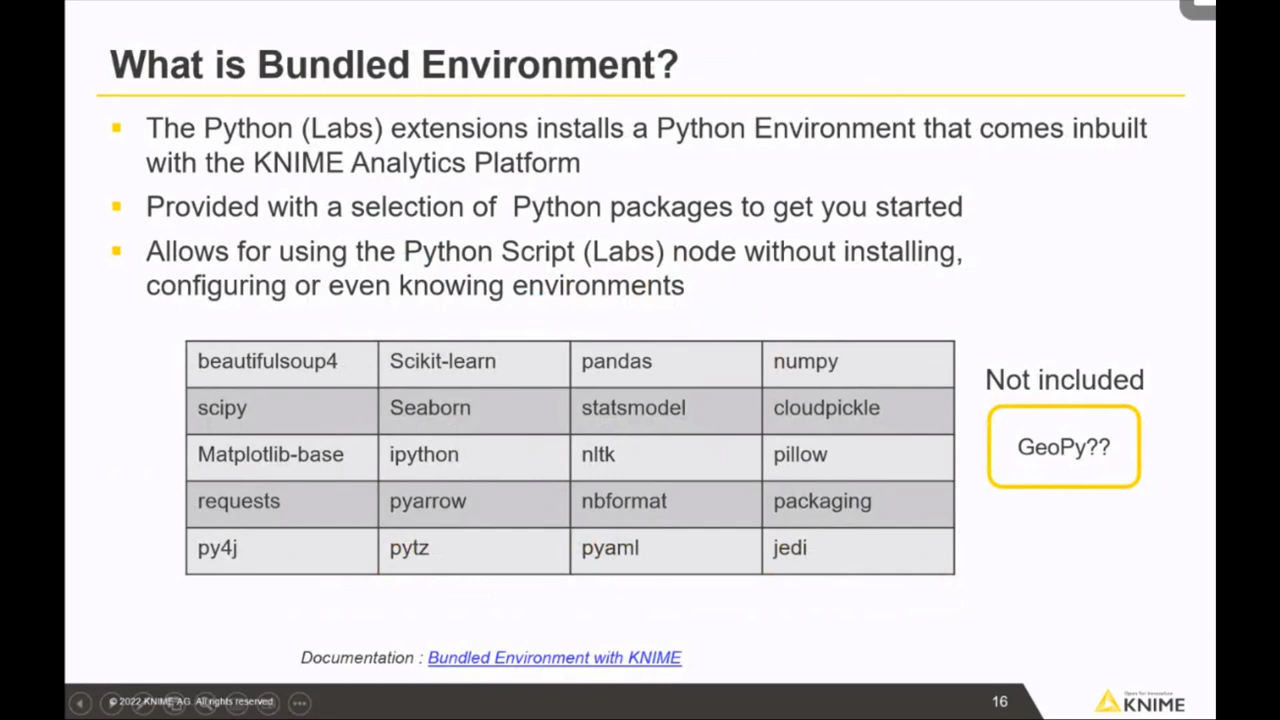 What is Bundled Environment?
The Python (Labs) extensions installs a Python Environment that comes inbuilt
with the KNIME Analytics Platform
Provided with a selection of Python packages to get you started
Allows for using the Python Script (Labs) node without installing,
configuring or even knowing environments
beautifulsoup4 Scikit-learn pandas numpy
scipy Seaborn statsmodel cloudpickle
Matplotlib-base ipython nltk pillow
requests pyarrow nbformat packaging
py4j pytz pyaml jedi
Not included
GeoPy??
Documentation : Bundled Environment with KNIME
© 2022 KNIME AG. All rights reserved.
16
Open for Innovation
KNIME